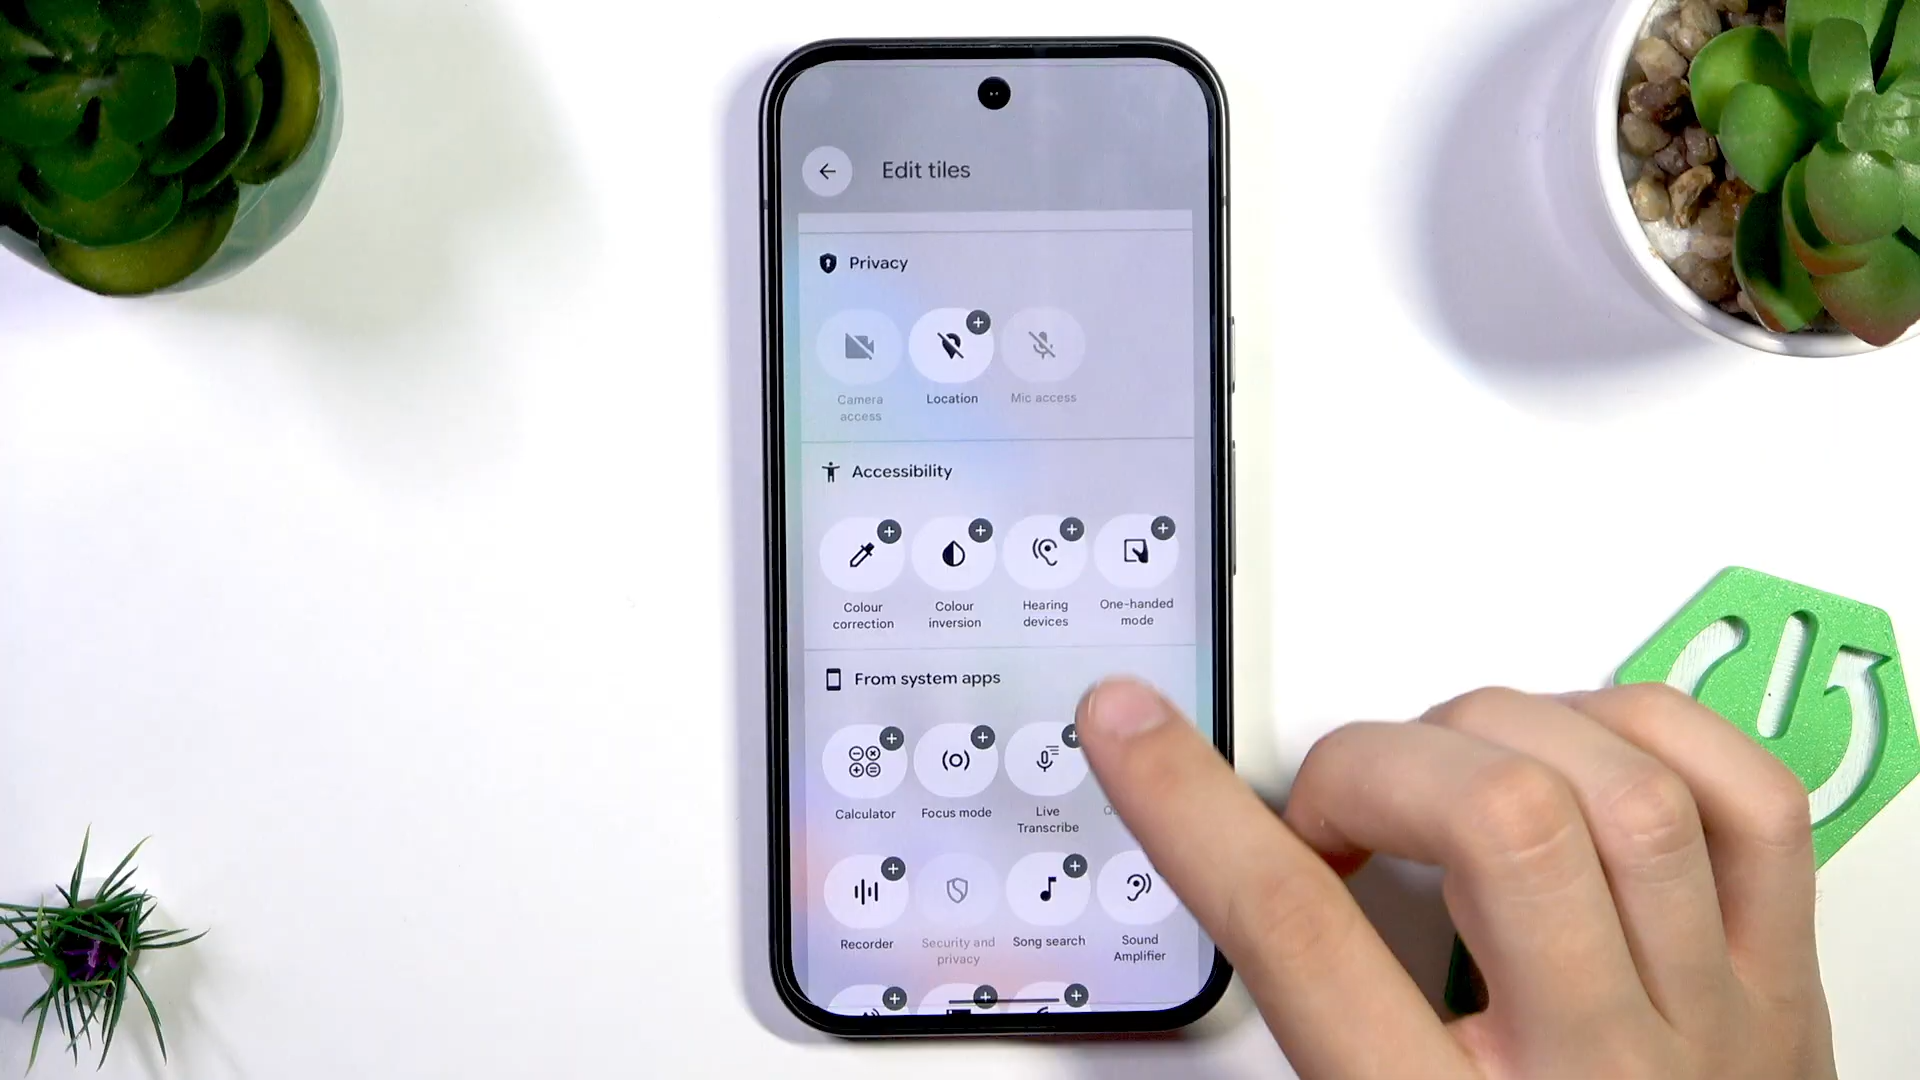 Edit tiles
Privacy
Camera access
Location
Mic access
Accessibility
Colour correction
Colour inversion
Hearing devices
One-handed mode
From system apps
Calculator
Focus mode
Live Transcribe
Recorder
Security and privacy
Song search
Sound Amplifier